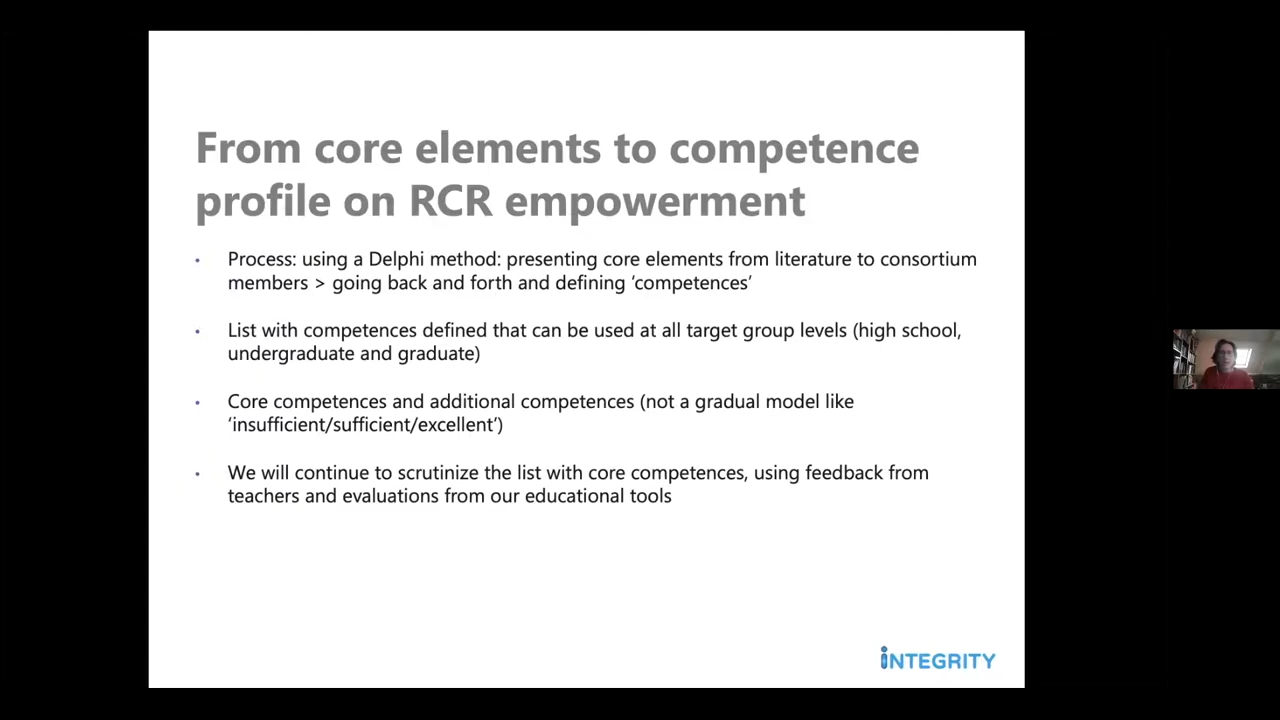 From core elements to competence
profile on RCR empowerment
• Process: using a Delphi method: presenting core elements from literature to consortium
members > going back and forth and defining ‘competences’
• List with competences defined that can be used at all target group levels (high school,
undergraduate and graduate)
• Core competences and additional competences (not a gradual model like
‘insufficient/sufficient/excellent’)
• We will continue to scrutinize the list with core competences, using feedback from
teachers and evaluations from our educational tools
iNTEGRITY